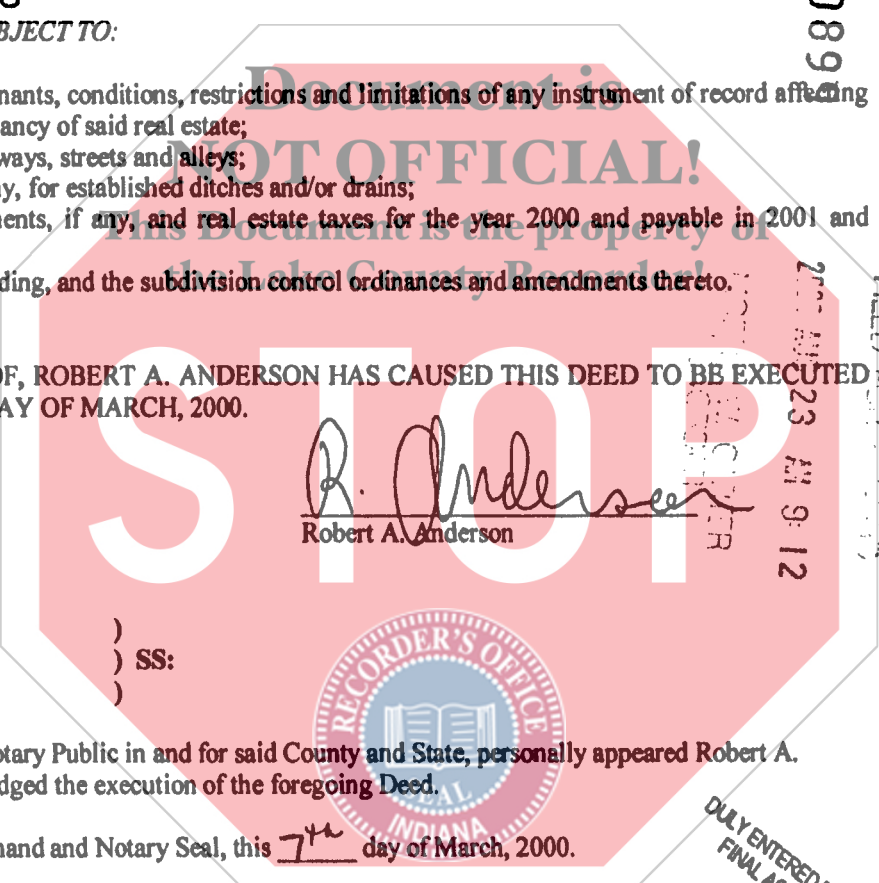 BJECT TO:
nants, conditions, restrictions and limitations of any instrument of record affecting
ancy of said real estate;
ways, streets and alleys;
y, for established ditches and/or drains;
ents, if any, and real estate taxes for the year 2000 and payable in 2001 and
ding, and the subdivision control ordinances and amendments thereto.
Document is
NOT OFFICIAL!
This Document is the property of
the Lake County Recorder!
STOP
OF, ROBERT A. ANDERSON HAS CAUSED THIS DEED TO BE EXECUTED
AY OF MARCH, 2000.
R. Anderson
Robert A. Anderson
23 AM 9 12
)
) SS:
)
RECORDER'S OFFICE
SEAL
INDIANA
otary Public in and for said County and State, personally appeared Robert A.
dged the execution of the foregoing Deed.
hand and Notary Seal, this 7th day of March, 2000.
DULY ENTERED
FINAL